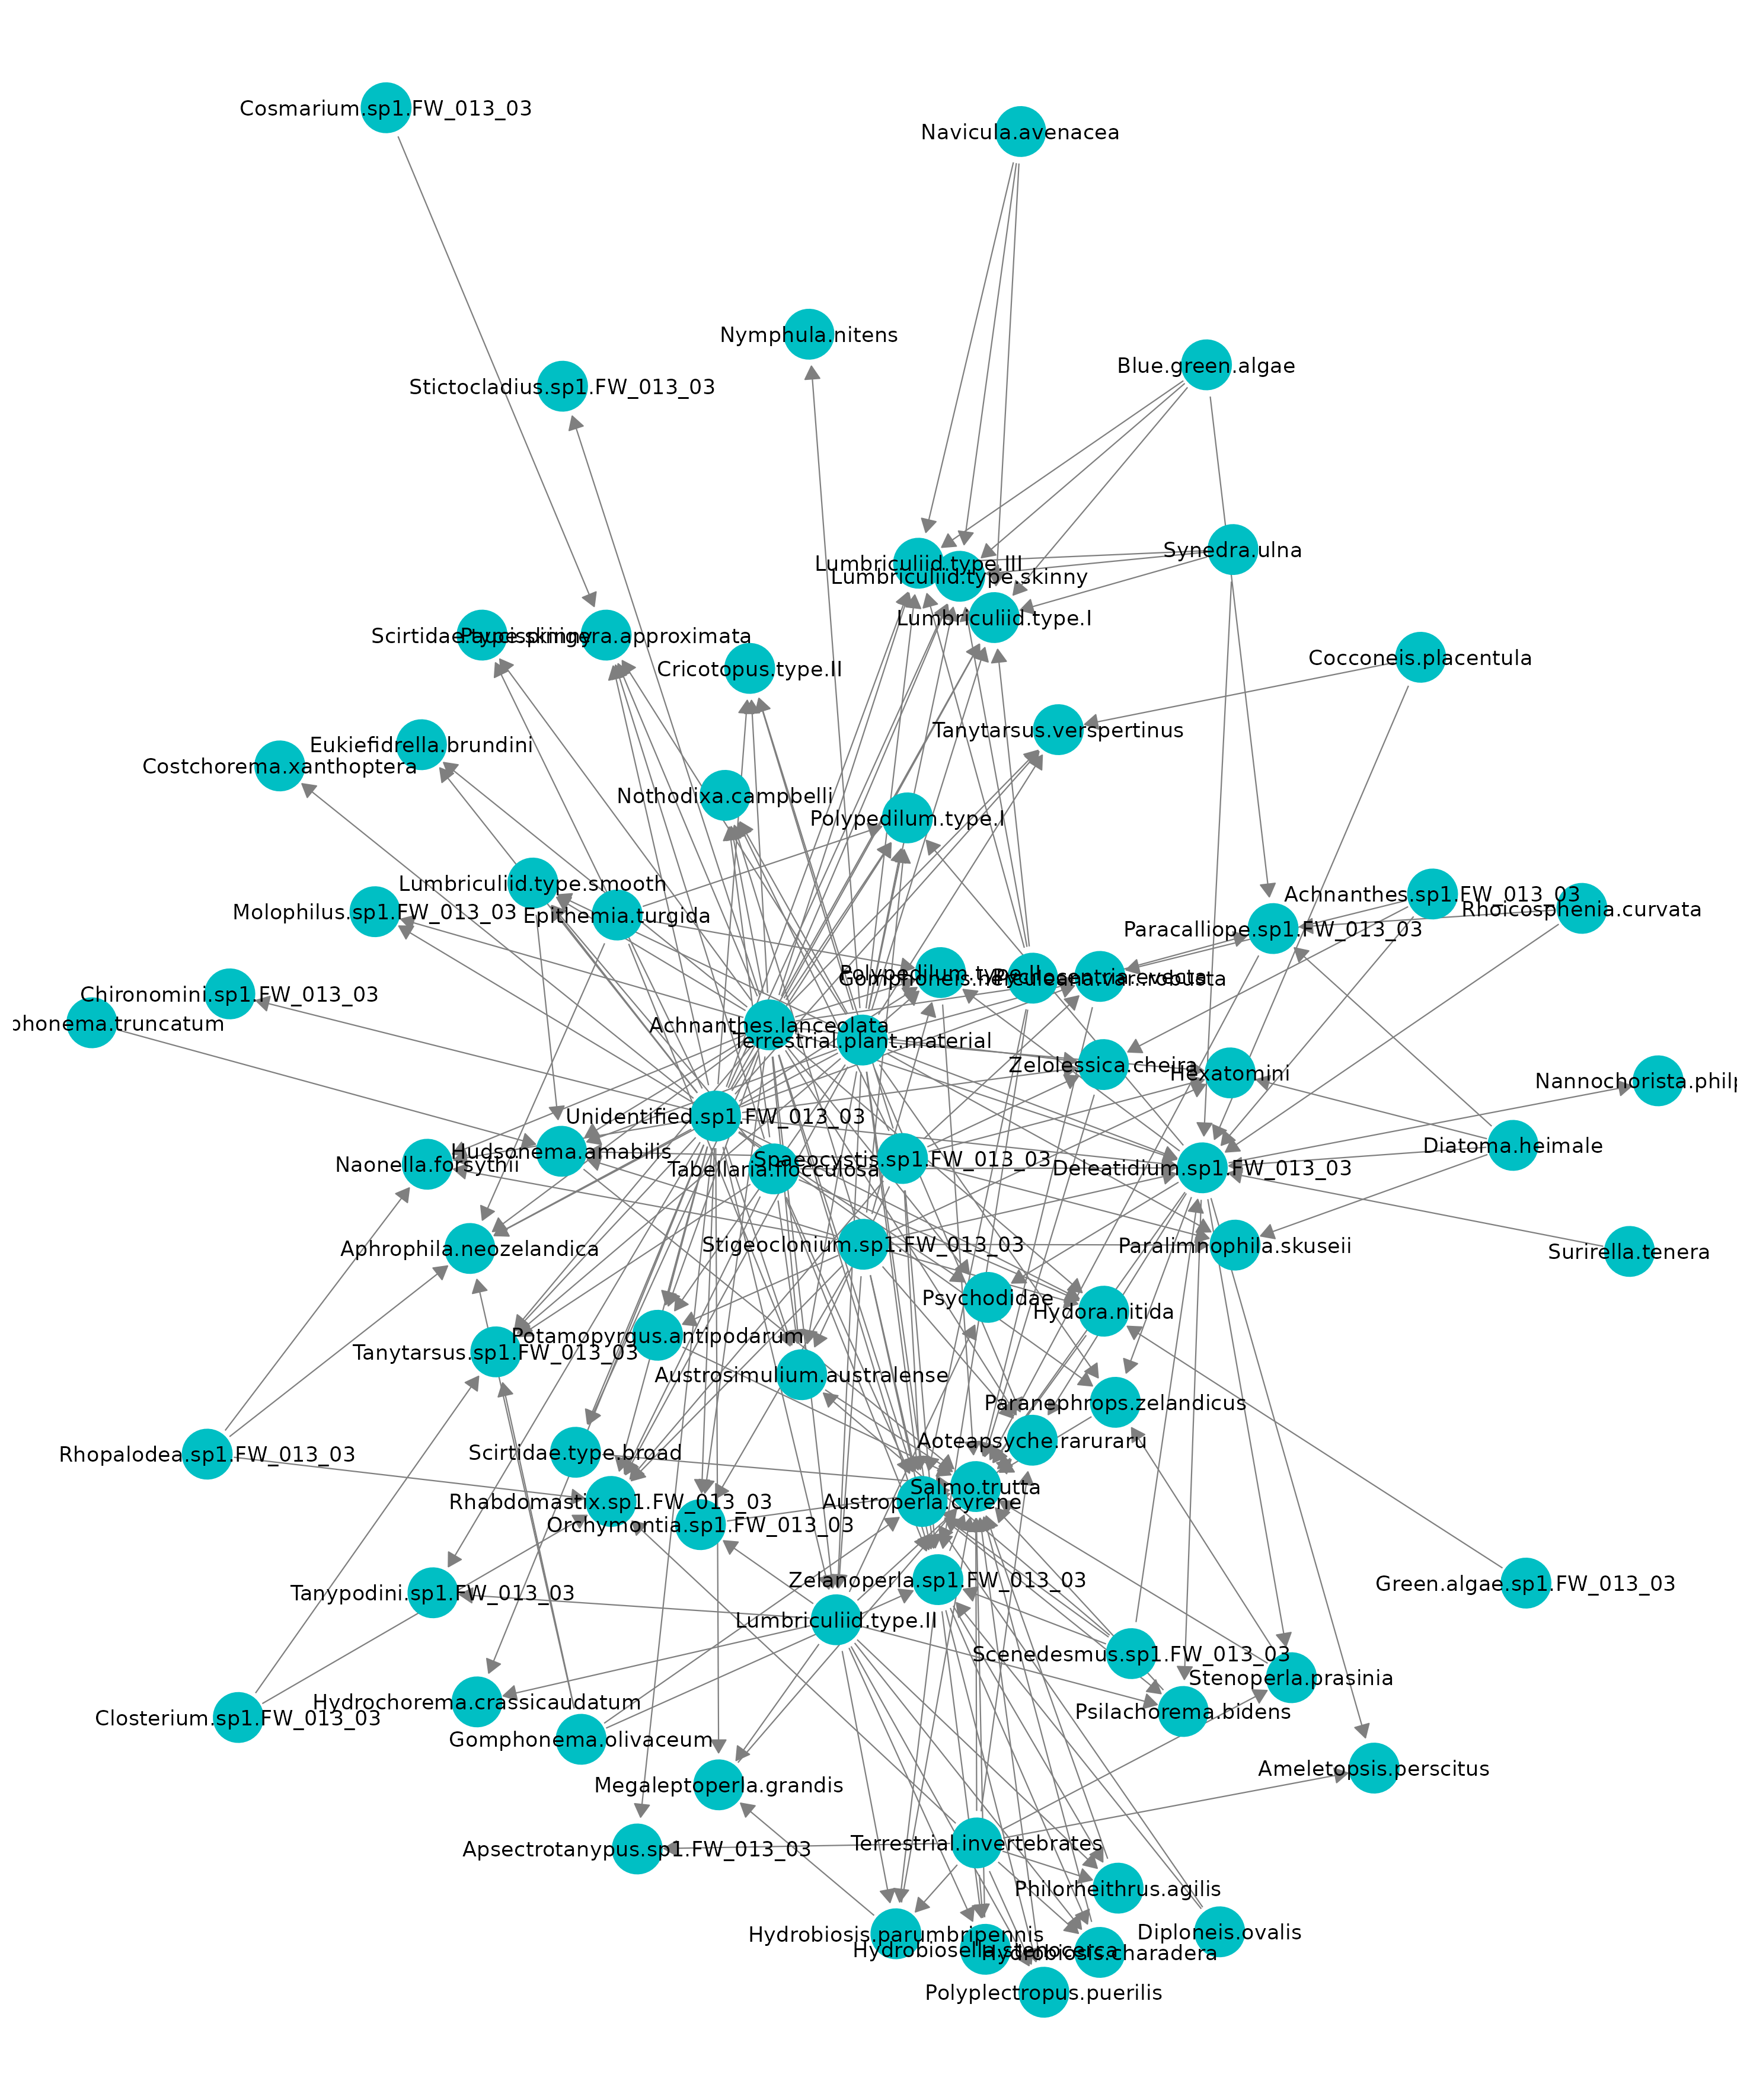 Cosmarium.sp1.FW_013_03
Navicula.avenacea
Nymphula.nitens
Blue.green.algae
Stictocladius.sp1.FW_013_03
Synedra.ulna
Lumbriculiid.type.III
Lumbriculiid.type.skinny
Lumbriculiid.type.I
Scirtidae.type.skinny
Paucispinigera.approximata
Cocconeis.placentula
Cricotopus.type.II
Tanytarsus.verspertinus
Eukiefidrella.brundini
Costchorema.xanthoptera
Nothodixa.campbelli
Polypedilum.type.I
Lumbriculiid.type.smooth
Achnanthes.sp1.FW_013_03
Rhoicosphenia.curvata
Molophilus.sp1.FW_013_03
Epithemia.turgida
Paracalliope.sp1.FW_013_03
Polypedilum.type.II
Gomphoneis.herculeana.var..robusta
Pycnocentria.evecta
Chironomini.sp1.FW_013_03
phonema.truncatum
Achnanthes.lanceolata
Terrestrial.plant.material
Zelolessica.cheira
Hexatomini
Nannochorista.philp
Unidentified.sp1.FW_013_03
Diatoma.heimale
Hudsonema.amabilis
Naonella.forsythii
Spaeocystis.sp1.FW_013_03
Tabellaria.flocculosa
Deleatidium.sp1.FW_013_03
Aphrophila.neozelandica
Stigeoclonium.sp1.FW_013_03
Paralimnophila.skuseii
Surirella.tenera
Psychodidae
Hydora.nitida
Potamopyrgus.antipodarum
Tanytarsus.sp1.FW_013_03
Austrosimulium.australense
Paranephrops.zelandicus
Aoteapsyche.raruraru
Rhopalodea.sp1.FW_013_03
Scirtidae.type.broad
Salmo.trutta
Rhabdomastix.sp1.FW_013_03
Austroperla.cyrene
Orchymontia.sp1.FW_013_03
Zelanoperla.sp1.FW_013_03
Green.algae.sp1.FW_013_03
Tanypodini.sp1.FW_013_03
Lumbriculiid.type.II
Scenedesmus.sp1.FW_013_03
Stenoperla.prasinia
Hydrochorema.crassicaudatum
Psilachorema.bidens
Closterium.sp1.FW_013_03
Gomphonema.olivaceum
Ameletopsis.perscitus
Megaleptoperla.grandis
Terrestrial.invertebrates
Apsectrotanypus.sp1.FW_013_03
Philorheithrus.agilis
Hydrobiosis.parumbripennis
Diploneis.ovalis
Hydrobiosella.stenocerca
Hydrobiosis.charadera
Polyplectropus.puerilis